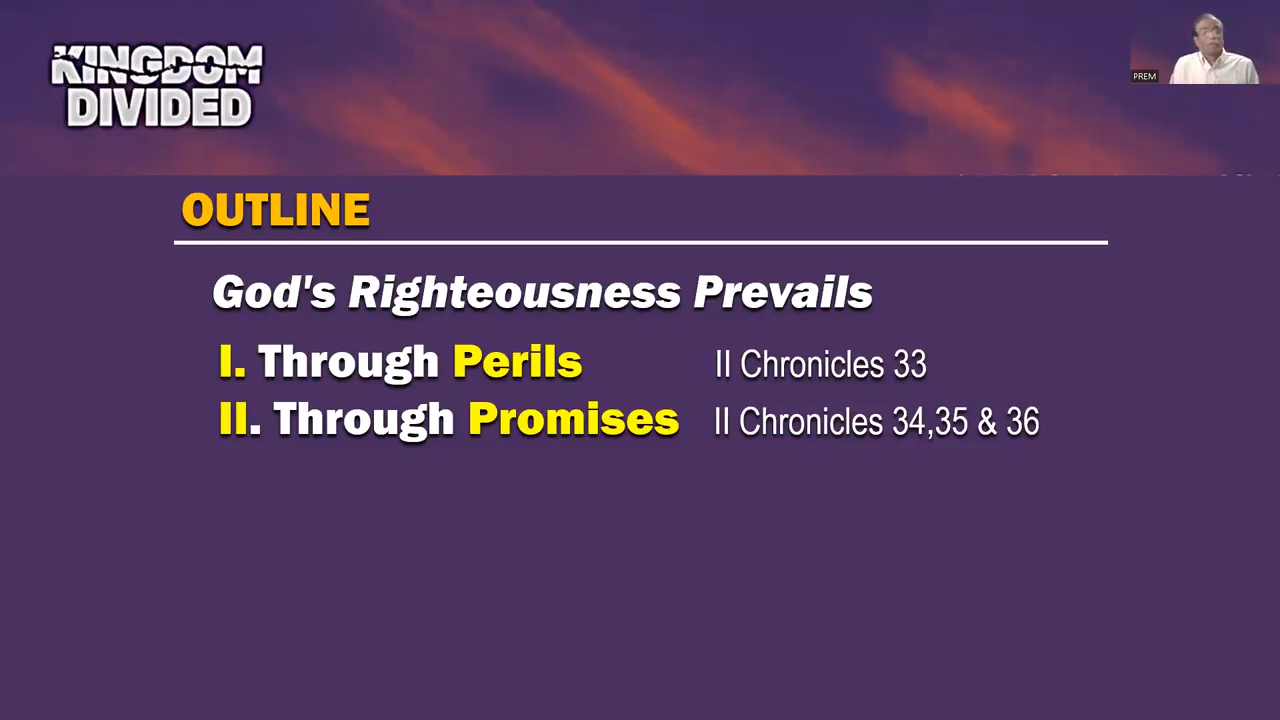 KINGDOM
DIVIDED
PREM
OUTLINE
God's Righteousness Prevails
I. Through Perils II Chronicles 33
II. Through Promises II Chronicles 34,35 & 36